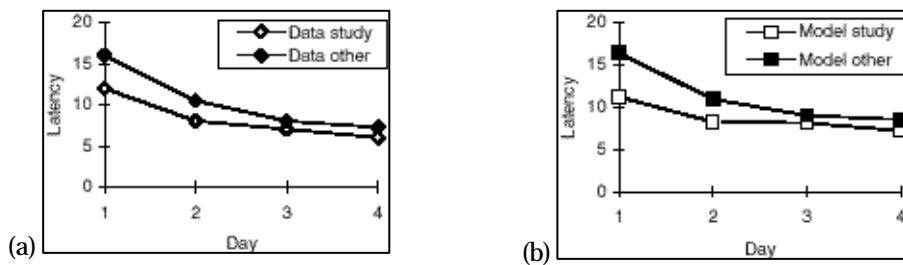 20
15
10
5
0
Latency
Data study
Data other
1 2 3 4
Day
(a)
20
15
10
5
0
Latency
Model study
Model other
1 2 3 4
Day
(b)